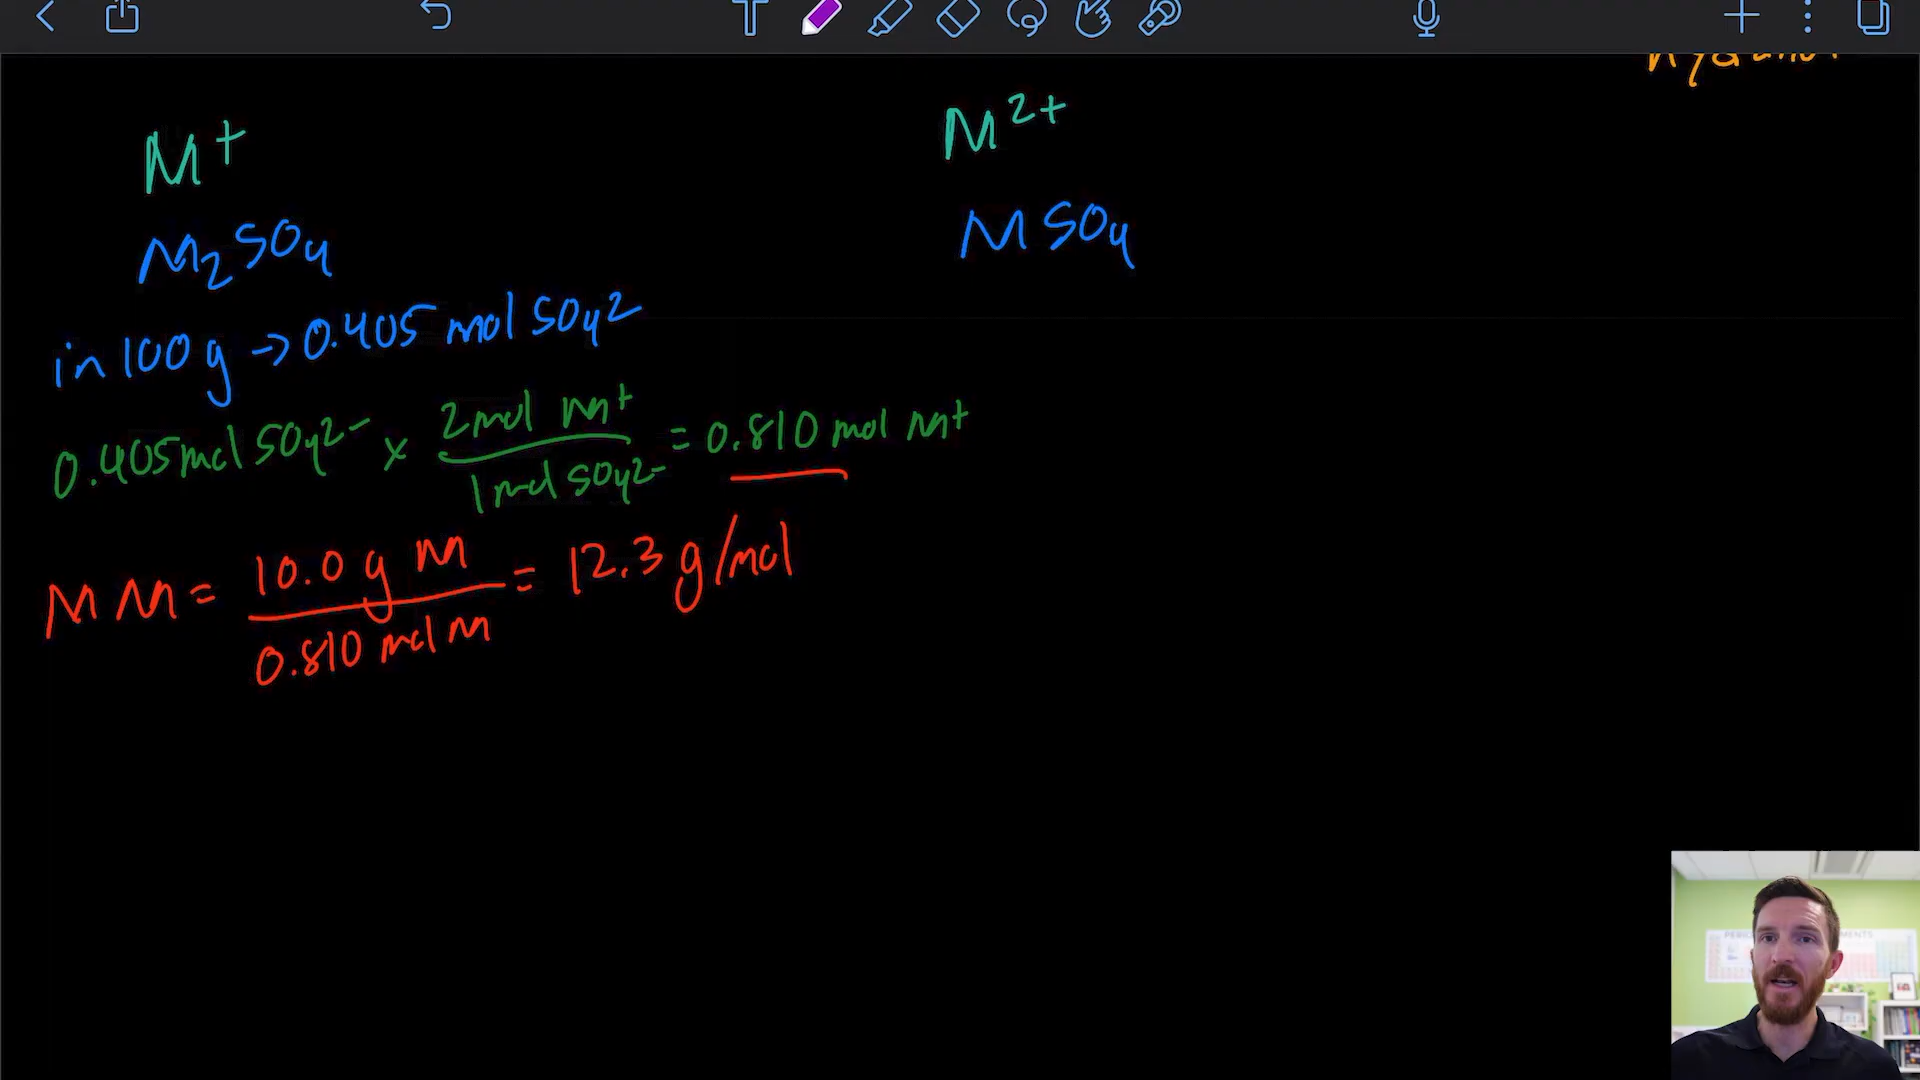 M⁺
M₂SO₄
in 100 g → 0.405 mol SO₄²
0.405 mol SO₄²⁻ × 2 mol M⁺ / 1 mol SO₄²⁻ = 0.810 mol M⁺
MM = 10.0 g M / 0.810 mol M = 12.3 g/mol
M²⁺
MSO₄